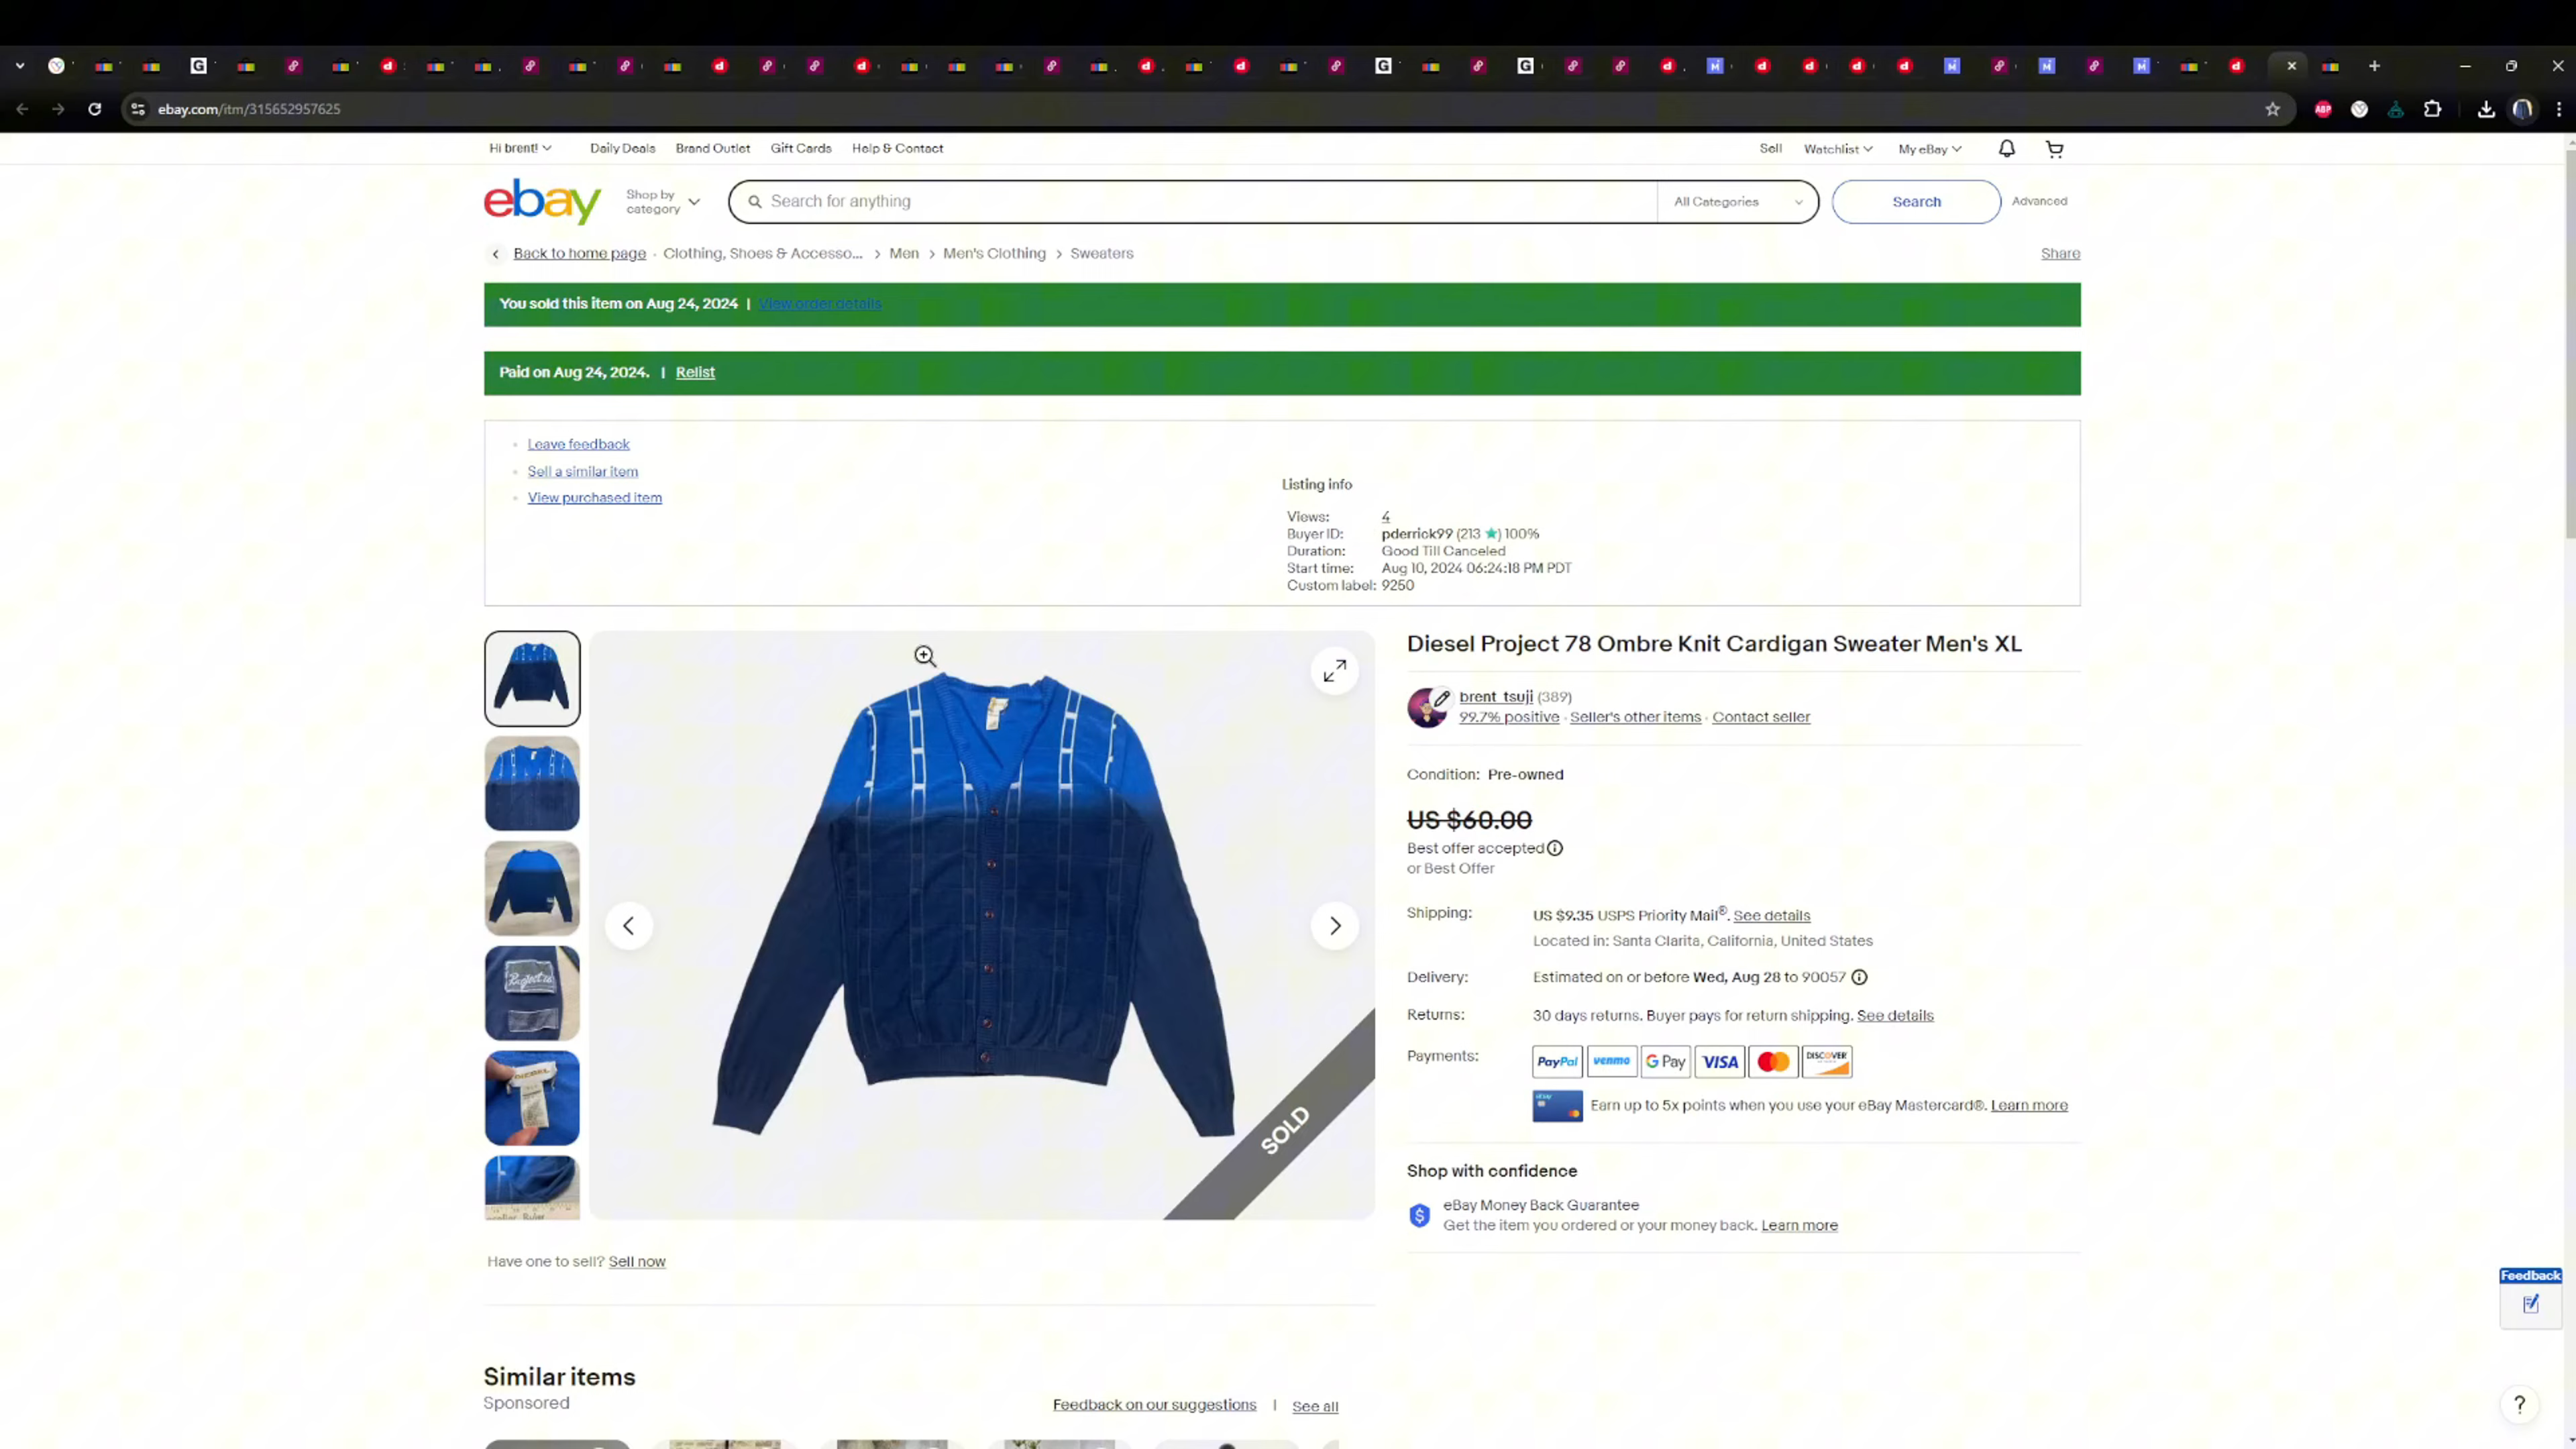 ebay.com/itm/315652957625
Hi brent! Daily Deals Brand Outlet Gift Cards Help & Contact Sell Watchlist My eBay
ebay Shop by category Search for anything All Categories Search Advanced
Back to home page Clothing, Shoes & Accesso... > Men > Men's Clothing > Sweaters Share
You sold this item on Aug 24, 2024 | View order details
Paid on Aug 24, 2024. | Relist
Leave feedback
Sell a similar item
View purchased item
Listing info
Views: 4
Buyer ID: pderrick99 (213 ★) 100%
Duration: Good Till Canceled
Start time: Aug 10, 2024 06:24:18 PM PDT
Custom label: 9250
Diesel Project 78 Ombre Knit Cardigan Sweater Men's XL
brent_tsuji (389)
99.7% positive · Seller's other items · Contact seller
Condition: Pre-owned
US $60.00
Best offer accepted
or Best Offer
Shipping: US $9.35 USPS Priority Mail®. See details
Located in: Santa Clarita, California, United States
Delivery: Estimated on or before Wed, Aug 28 to 90057
Returns: 30 days returns. Buyer pays for return shipping. See details
Payments: PayPal venmo G Pay VISA DISCOVER
Earn up to 5x points when you use your eBay Mastercard®. Learn more
SOLD
Shop with confidence
eBay Money Back Guarantee
Get the item you ordered or your money back. Learn more
Have one to sell? Sell now
Feedback
Similar items
Sponsored
Feedback on our suggestions | See all
?